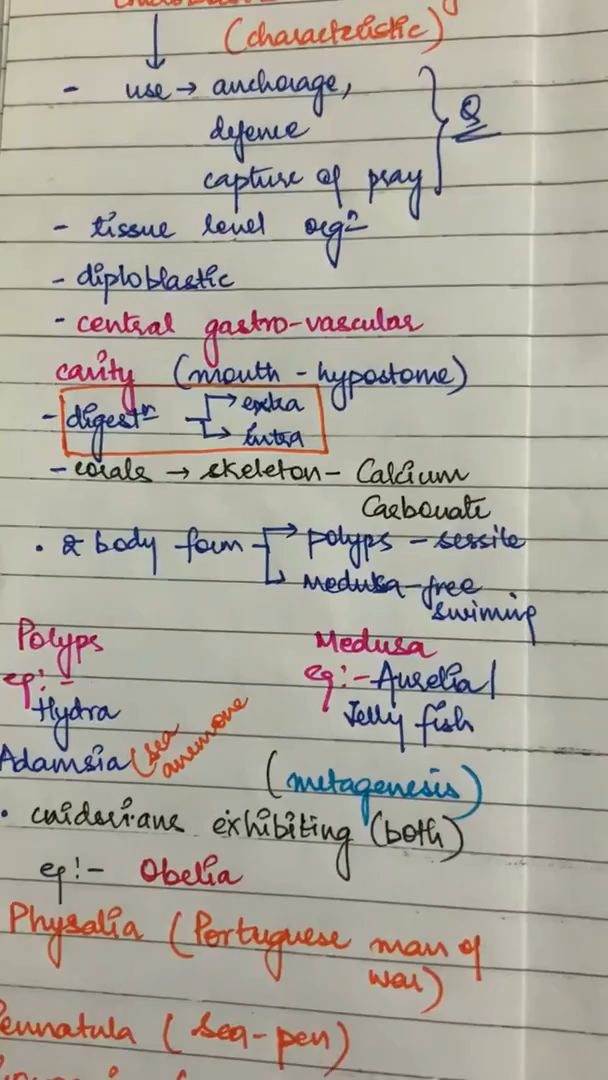 (characteristic)
- use → anchorage,
defence
capture of pray
Q
- tissue level orgⁿ
- diploblastic
- central gastro-vascular
cavity (mouth - hypostome)
- digestⁿ → extra
→ intra
- corals → skeleton - Calcium
Carbonate
• 2 body form → polyps - sessile
→ Medusa - free
swiming
Polyps
eg:-
Hydra
Adamsia (sea anemone
Medusa
eg:- Aurelia/
Jelly fish
(metagenesis)
• cnidarians exhibiting (both)
eg:- Obelia
Physalia (Portuguese man of
war)
Pennatula (sea-pen)